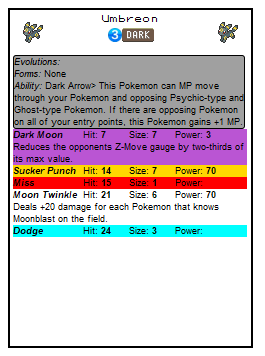 Umbreon
3 DARK
Evolutions:
Forms: None
Ability: Dark Arrow> This Pokemon can MP move
through your Pokemon and opposing Psychic-type and
Ghost-type Pokemon. If there are opposing Pokemon
on all of your entry points, this Pokemon gains +1 MP.
Dark Moon Hit: 7 Size: 7 Power: 3
Reduces the opponents Z-Move gauge by two-thirds of
its max value.
Sucker Punch Hit: 14 Size: 7 Power: 70
Miss Hit: 15 Size: 1 Power:
Moon Twinkle Hit: 21 Size: 6 Power: 70
Deals +20 damage for each Pokemon that knows
Moonblast on the field.
Dodge Hit: 24 Size: 3 Power: